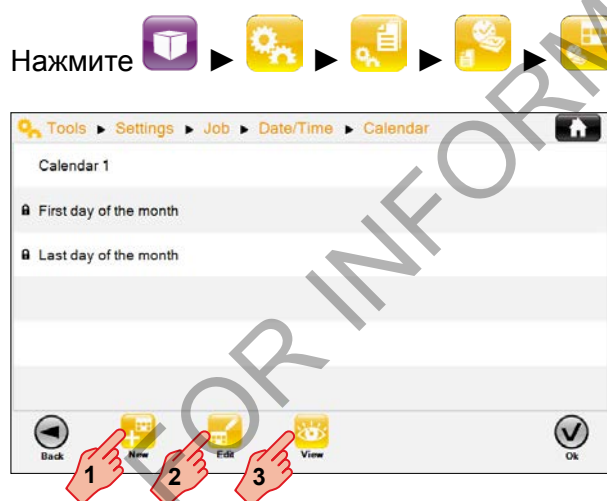 Нажмите ► ► ► ►
Tools ► Settings ► Job ► Date/Time ► Calendar
Calendar 1
First day of the month
Last day of the month
Back New Edit View Ok
1 2 3
FOR INFORM